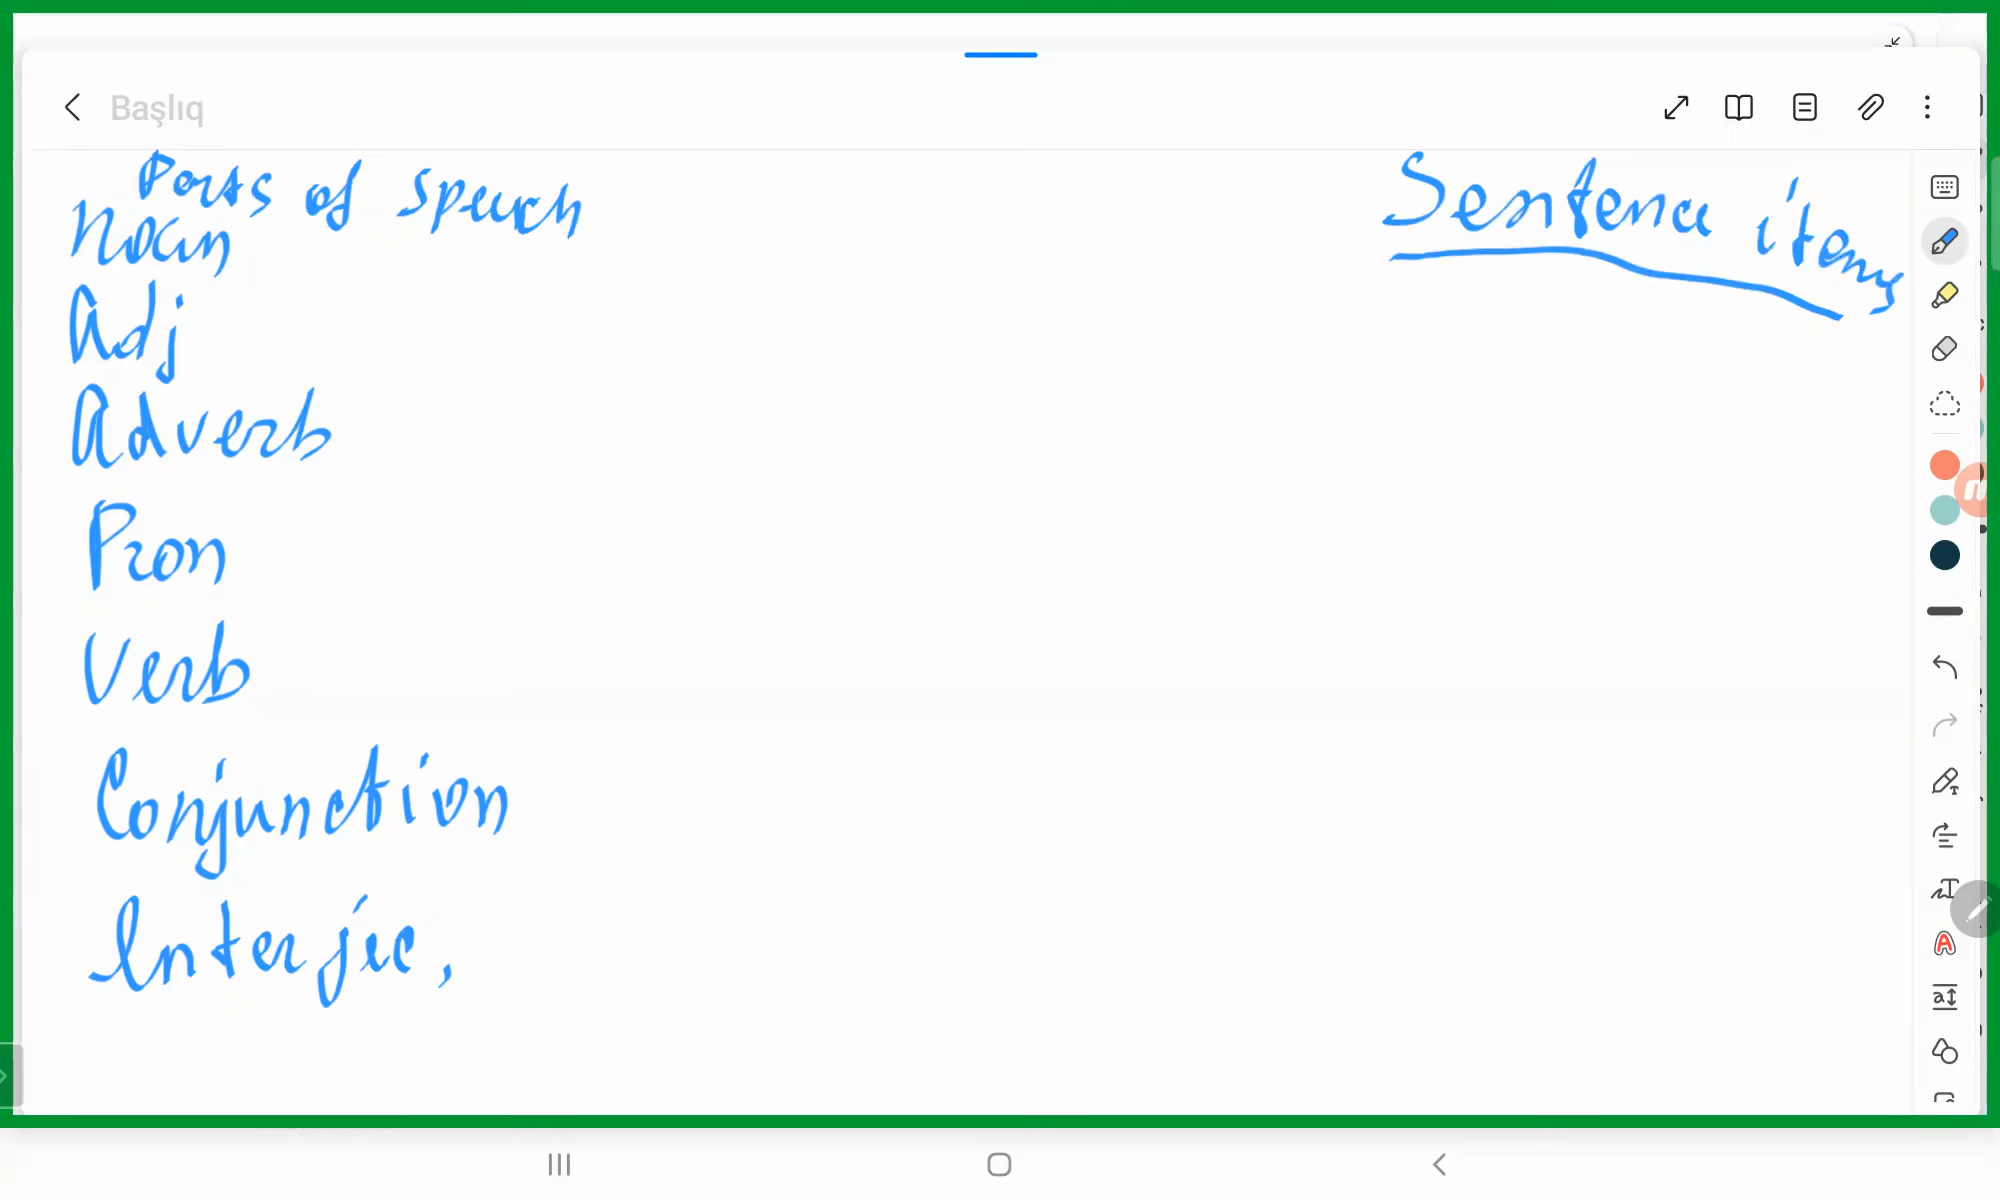 Başlıq
Parts of speech
Sentence items
Noun
Adj
Adverb
Pron
Verb
Conjunction
Interjec,